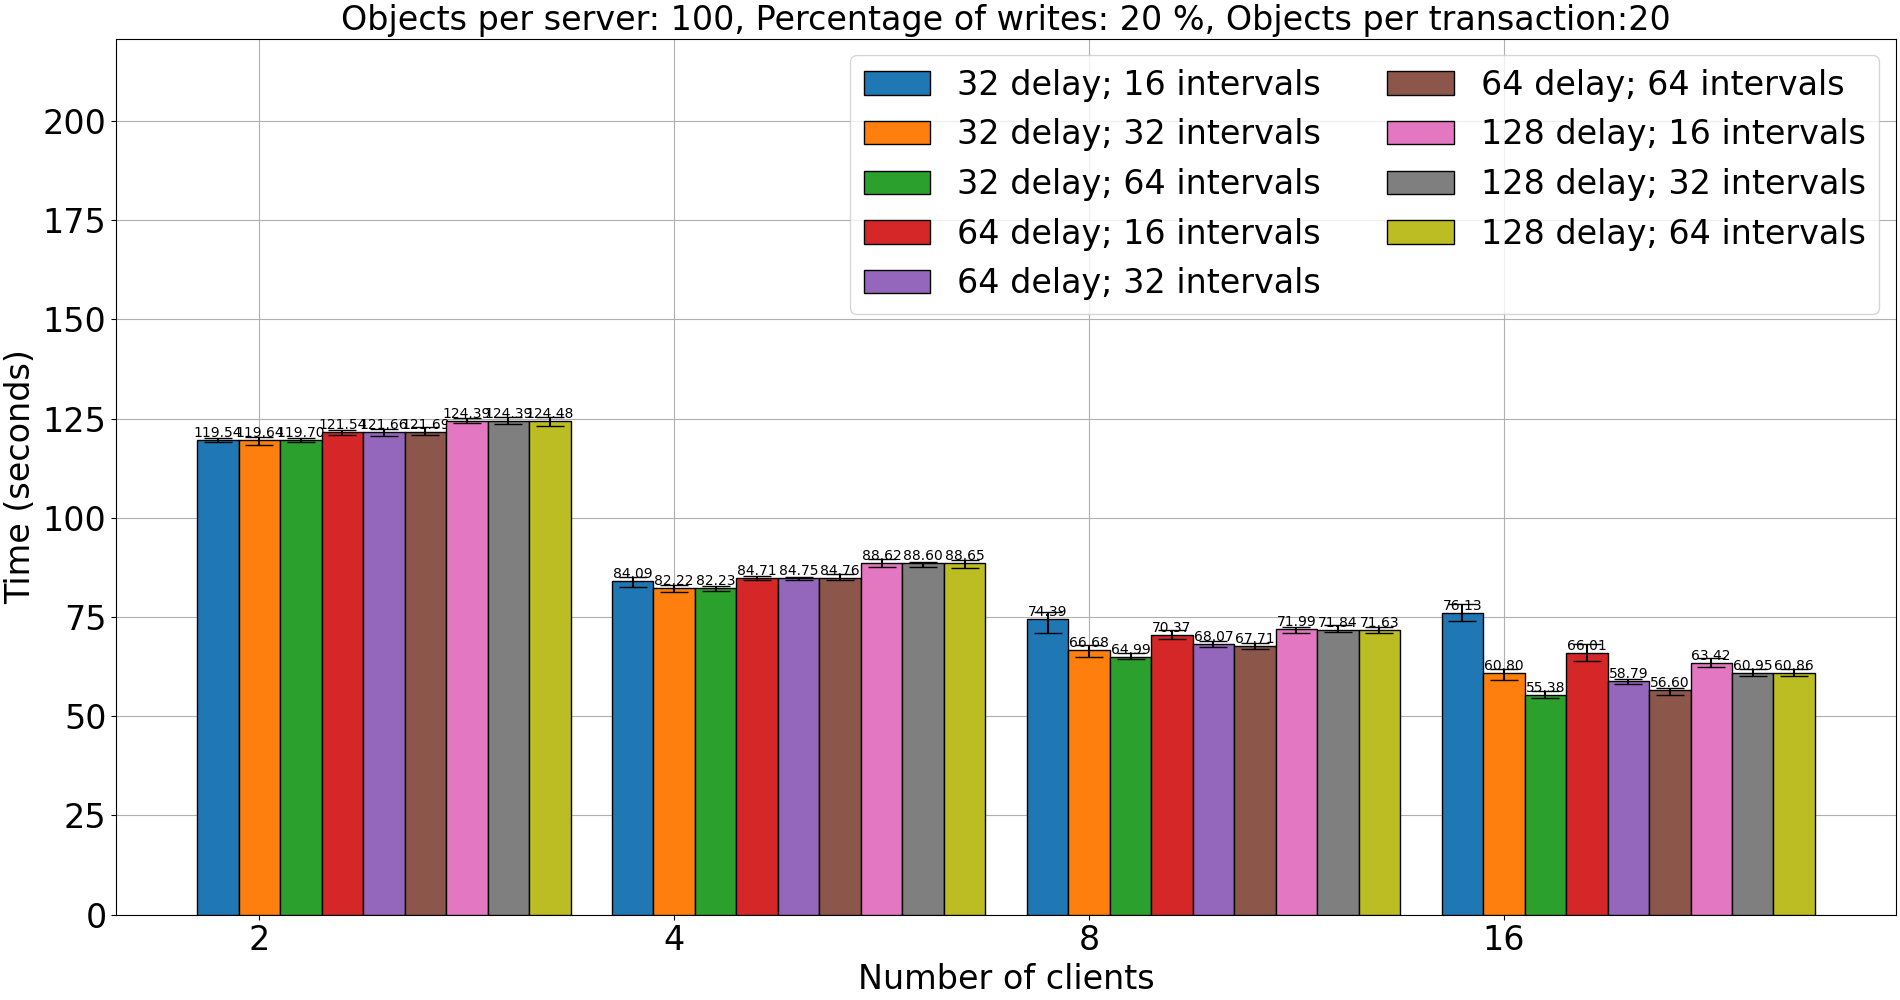 Objects per server: 100, Percentage of writes: 20 %, Objects per transaction:20
32 delay; 16 intervals
32 delay; 32 intervals
32 delay; 64 intervals
64 delay; 16 intervals
64 delay; 32 intervals
64 delay; 64 intervals
128 delay; 16 intervals
128 delay; 32 intervals
128 delay; 64 intervals
Time (seconds)
200
175
150
125
100
75
50
25
0
119.54 119.64 119.70 121.54 121.66 121.69 124.39 124.39 124.48
84.09 82.22 82.23 84.71 84.75 84.76 88.62 88.60 88.65
74.39 66.68 64.99 70.37 68.07 67.71 71.99 71.84 71.63
76.13 60.80 55.38 66.01 58.79 56.60 63.42 60.95 60.86
2 4 8 16
Number of clients